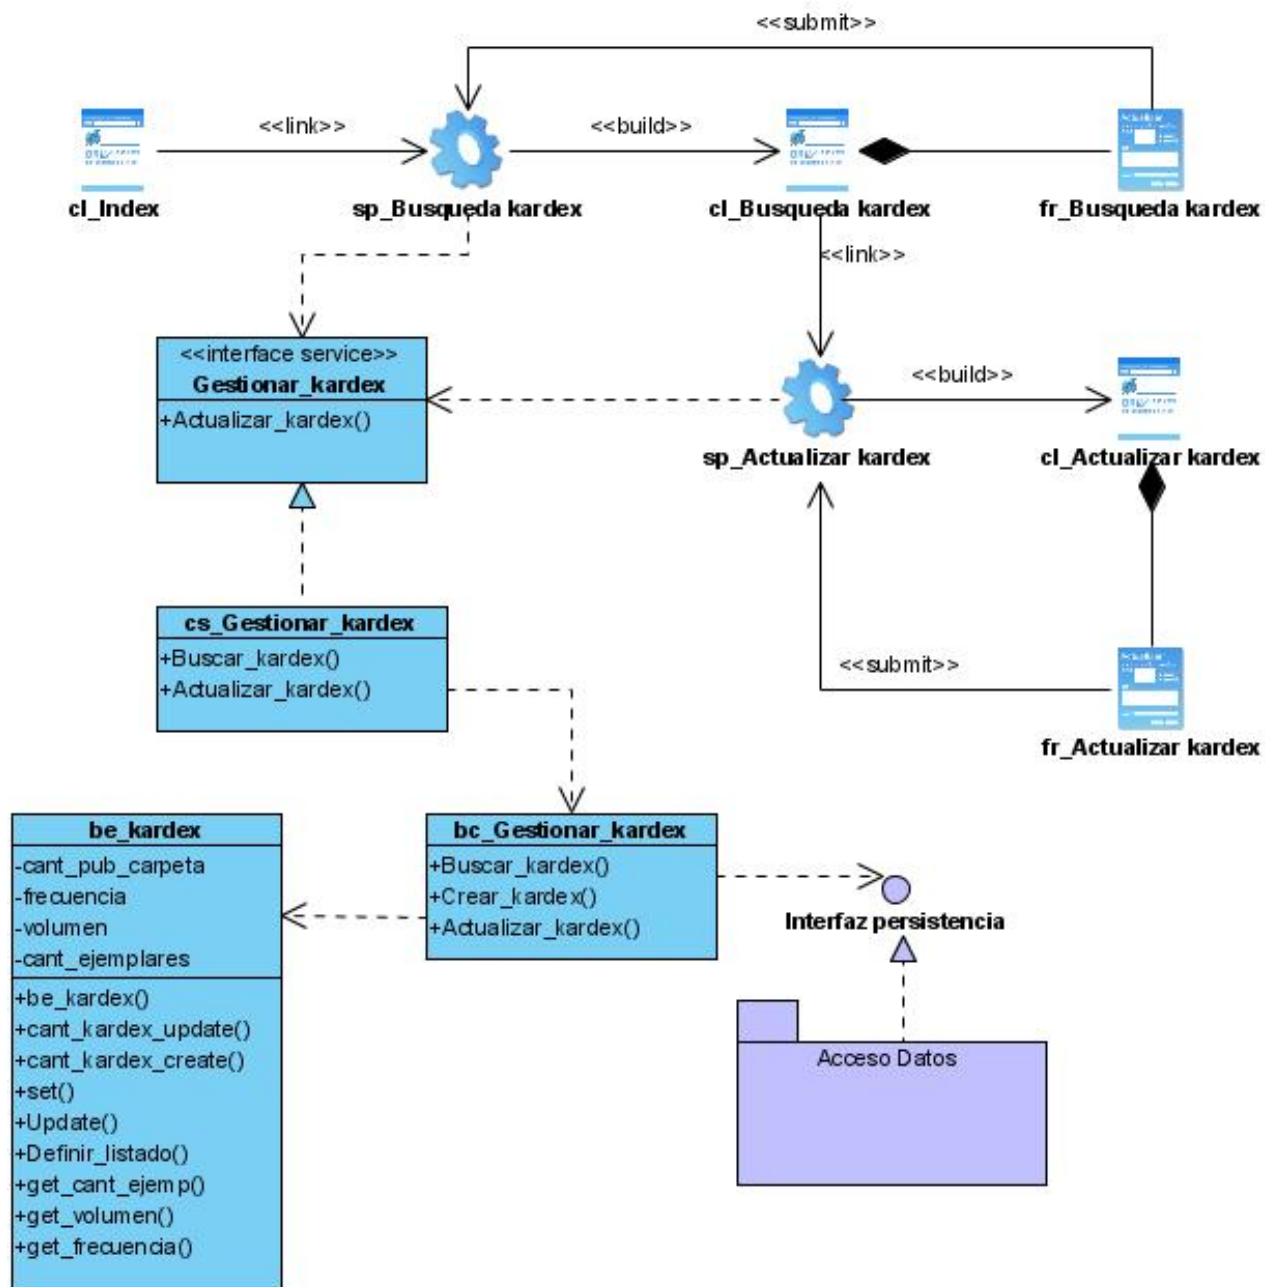 <<submit>>
<<link>>
<<build>>
cl_Index
sp_Busqueda kardex
cl_Busqueda kardex
fr_Busqueda kardex
<<link>>
<<interface service>>
Gestionar_kardex
+Actualizar_kardex()
<<build>>
sp_Actualizar kardex
cl_Actualizar kardex
cs_Gestionar_kardex
+Buscar_kardex()
+Actualizar_kardex()
<<submit>>
fr_Actualizar kardex
be_kardex
-cant_pub_carpeta
-frecuencia
-volumen
-cant_ejemplares
+be_kardex()
+cant_kardex_update()
+cant_kardex_create()
+set()
+Update()
+Definir_listado()
+get_cant_ejemp()
+get_volumen()
+get_frecuencia()
bc_Gestionar_kardex
+Buscar_kardex()
+Crear_kardex()
+Actualizar_kardex()
Interfaz persistencia
Acceso Datos